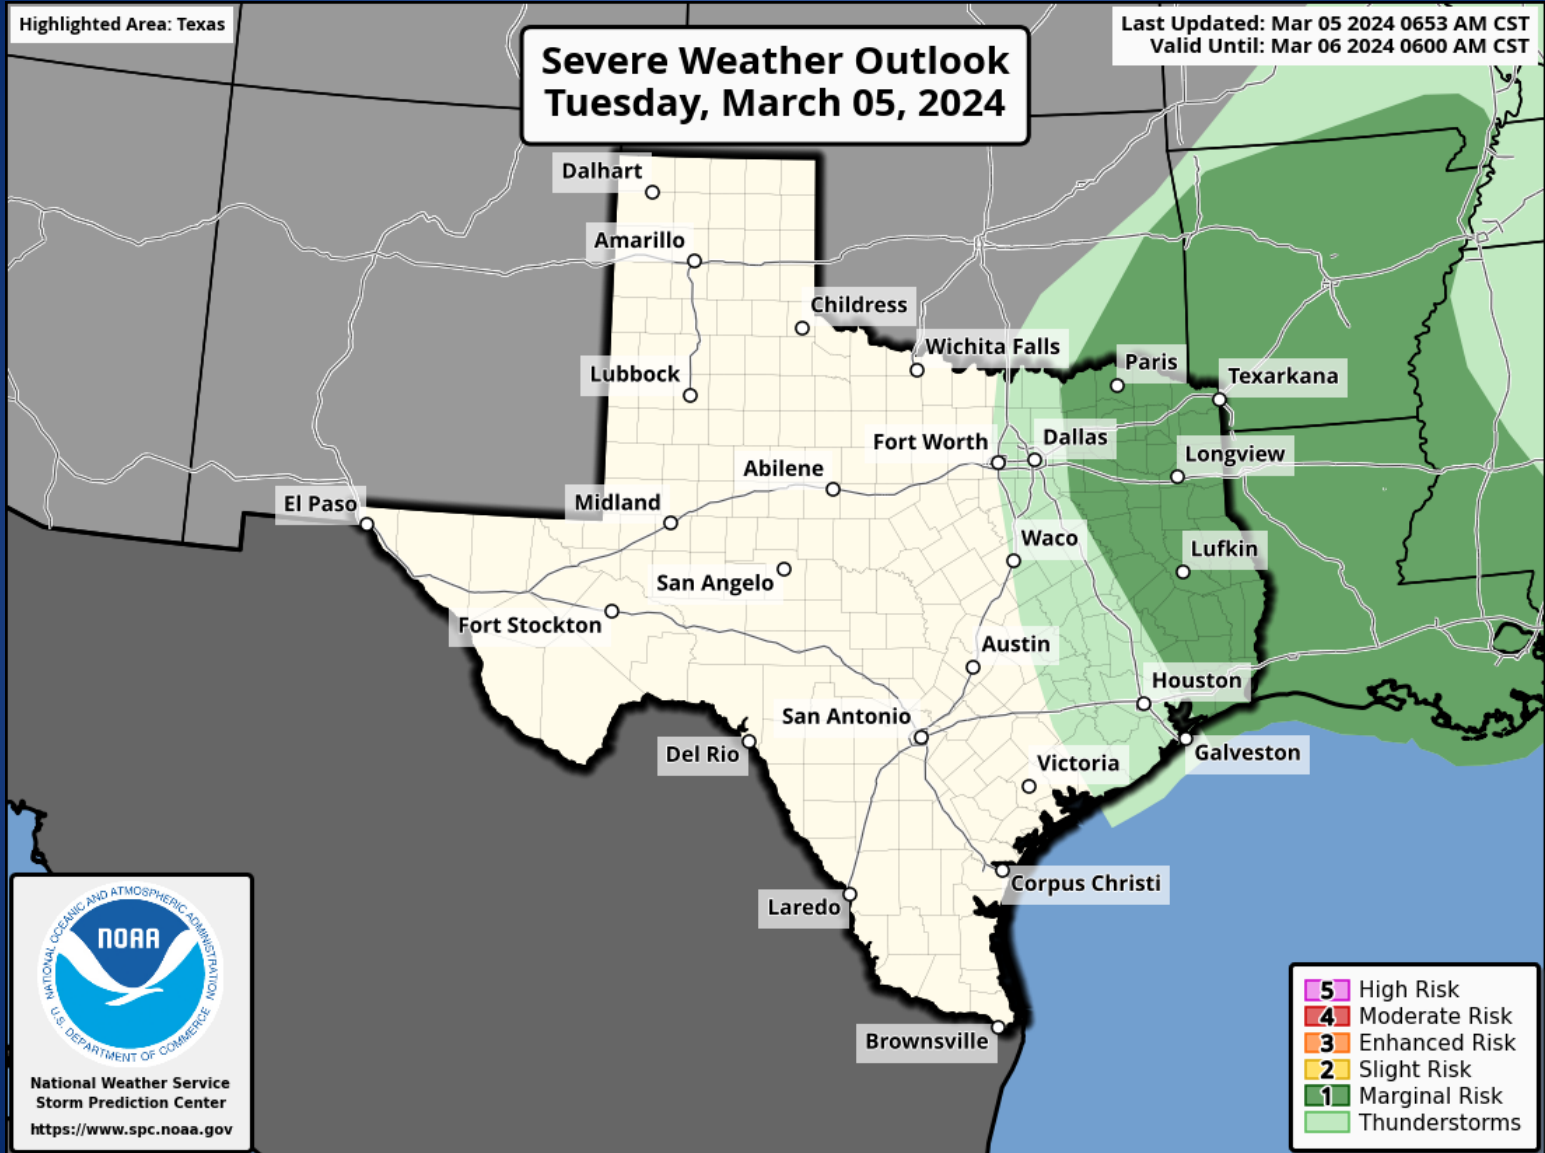 Highlighted Area: Texas
Severe Weather Outlook
Tuesday, March 05, 2024
Last Updated: Mar 05 2024 0653 AM CST
Valid Until: Mar 06 2024 0600 AM CST
Dalhart
Amarillo
Childress
Wichita Falls
Paris
Texarkana
Lubbock
Fort Worth
Dallas
Longview
Abilene
El Paso
Midland
Waco
Lufkin
San Angelo
Fort Stockton
Austin
Houston
San Antonio
Del Rio
Galveston
Victoria
Corpus Christi
Laredo
Brownsville
NATIONAL OCEANIC AND ATMOSPHERIC ADMINISTRATION
NOAA
U.S. DEPARTMENT OF COMMERCE
National Weather Service
Storm Prediction Center
https://www.spc.noaa.gov
5 High Risk
4 Moderate Risk
3 Enhanced Risk
2 Slight Risk
1 Marginal Risk
Thunderstorms